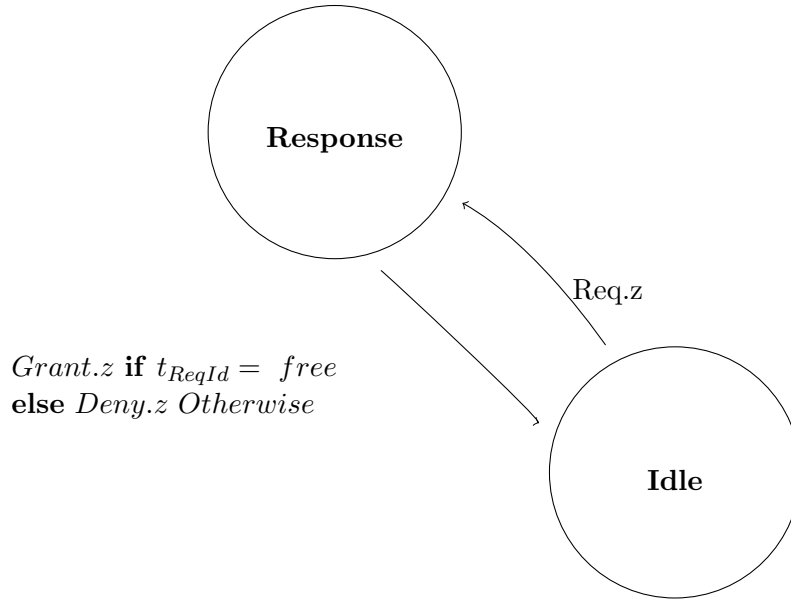 Response
Req.z
Grant.z if t_ReqId = free
else Deny.z Otherwise
Idle